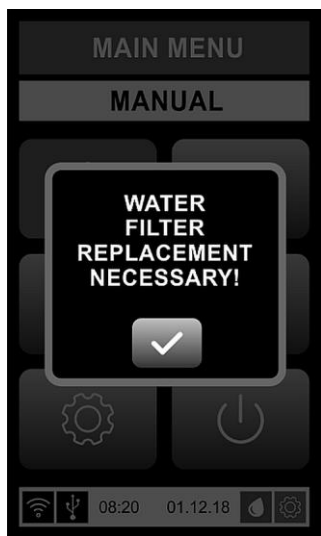 MAIN MENU
MANUAL
WATER
FILTER
REPLACEMENT
NECESSARY!
08:20 01.12.18